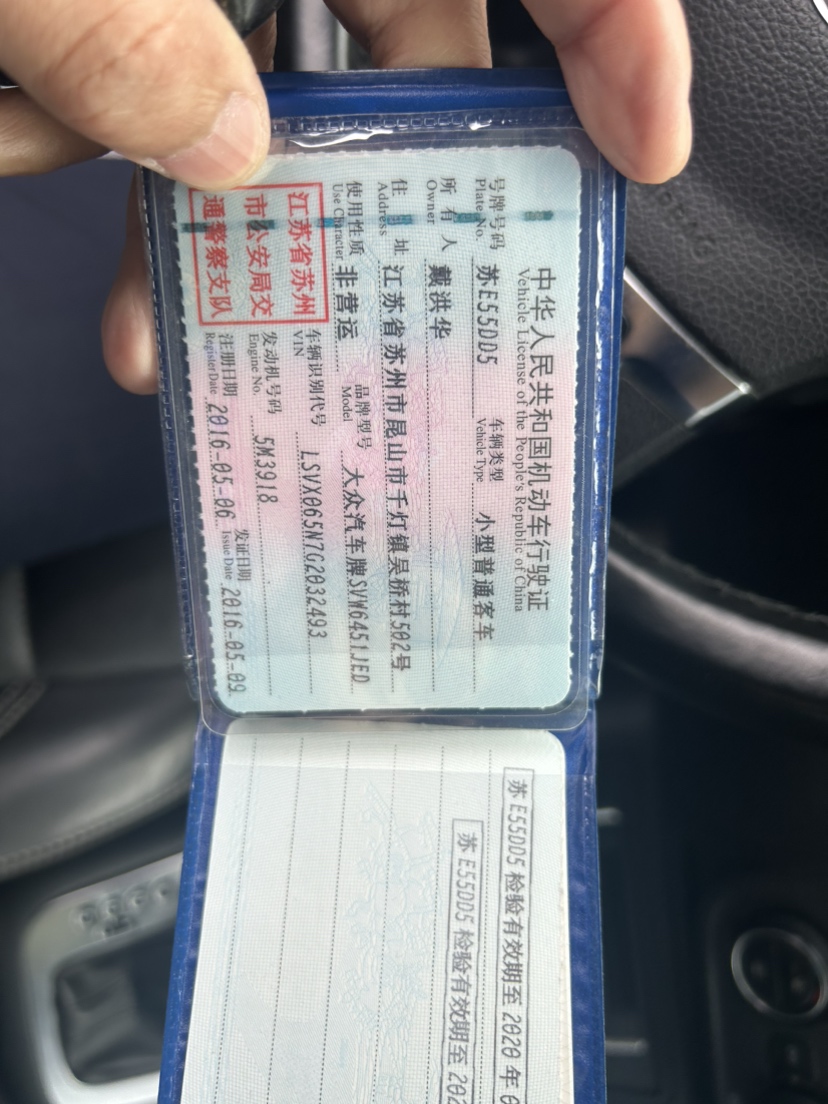 中华人民共和国机动车行驶证
Vehicle License of the People's Republic of China
号牌号码 苏E55DD5 车辆类型 小型普通客车
Plate No. Vehicle Type
所有人 戴洪华
Owner
住址 江苏省苏州市昆山市千灯镇吴桥村502号
Address
使用性质 非营运 品牌型号 大众汽车牌SVW6451JED
Use Character Model
江苏省苏州
市公安局交
通警察支队
车辆识别代号 LSVX065N7G2032493
VIN
发动机号码 5M3918
Engine No.
注册日期 2016-05-06 发证日期 2016-05-09
Register Date Issue Date
苏E55DD5 检验有效期至 2020 年
苏E55DD5 检验有效期至 202